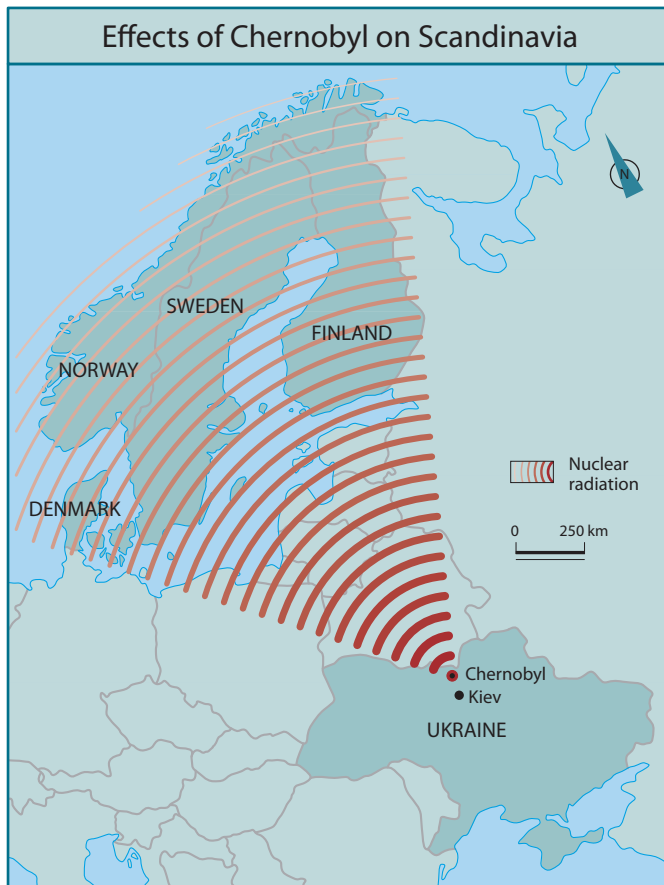 Effects of Chernobyl on Scandinavia
N
SWEDEN
FINLAND
NORWAY
Nuclear
radiation
DENMARK
0 250 km
Chernobyl
Kiev
UKRAINE